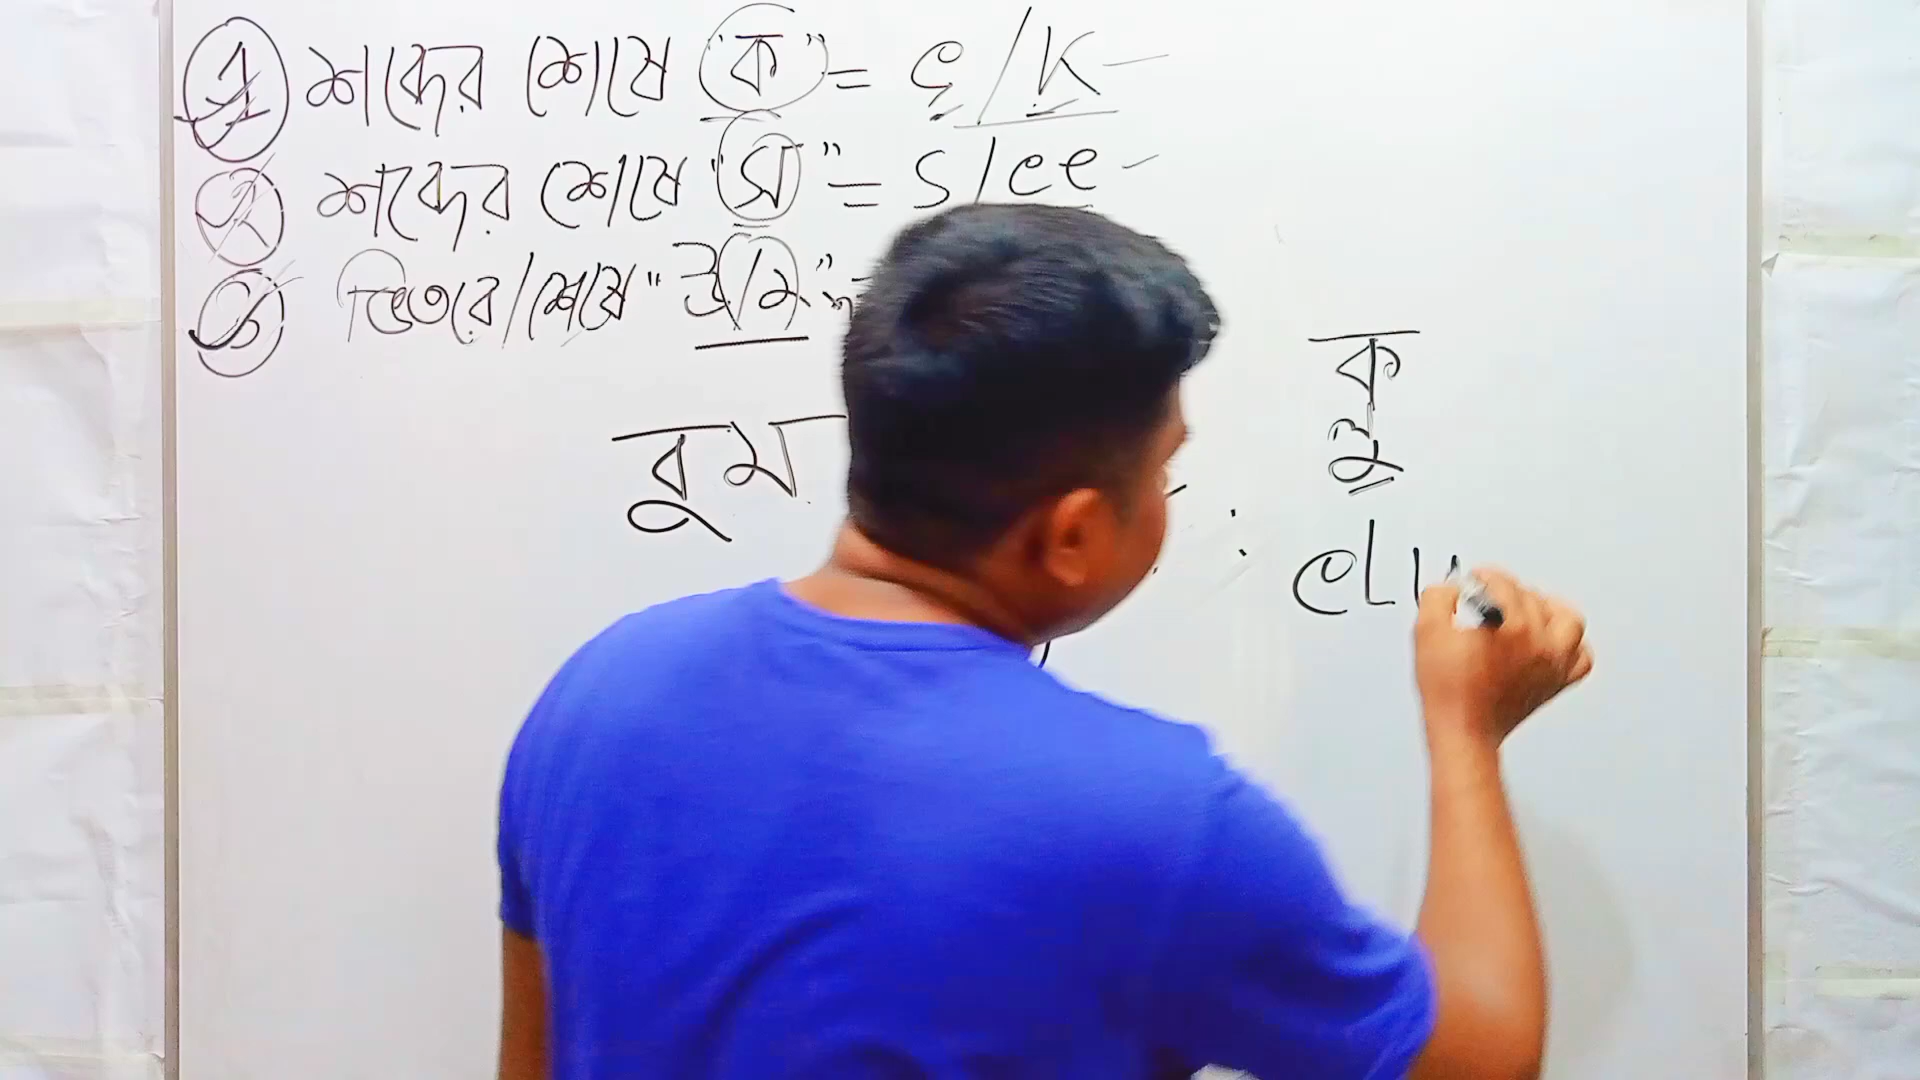 ১ শব্দের শেষে "ক" = c/K-
২ শব্দের শেষে "স" = s/ce-
৩ ভিতরে/শেষে "উ/
বুম
ক্লু
clu